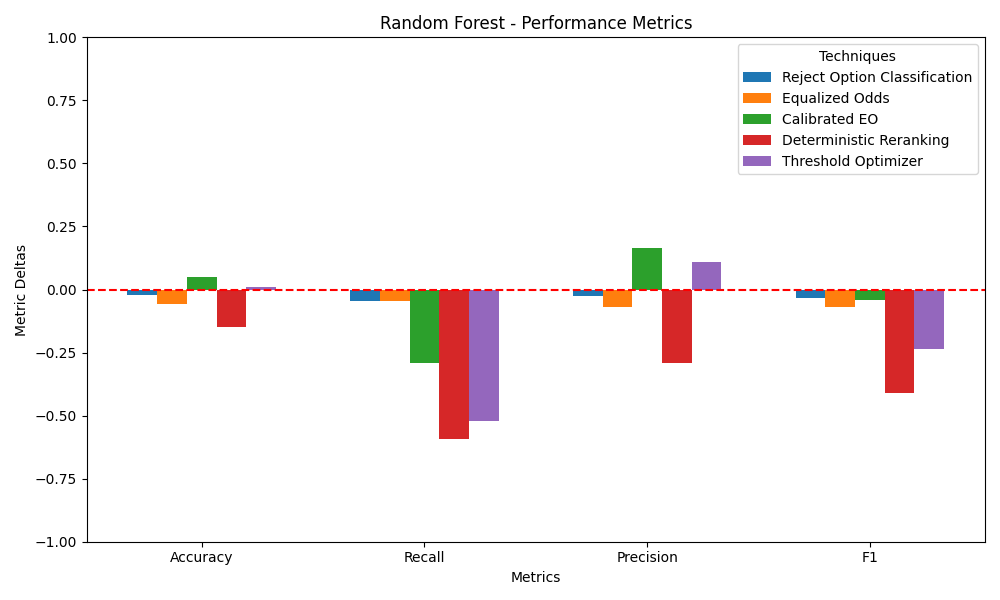 Random Forest - Performance Metrics
Techniques
Reject Option Classification
Equalized Odds
Calibrated EO
Deterministic Reranking
Threshold Optimizer
Metric Deltas
1.00
0.75
0.50
0.25
0.00
−0.25
−0.50
−0.75
−1.00
Accuracy
Recall
Precision
F1
Metrics